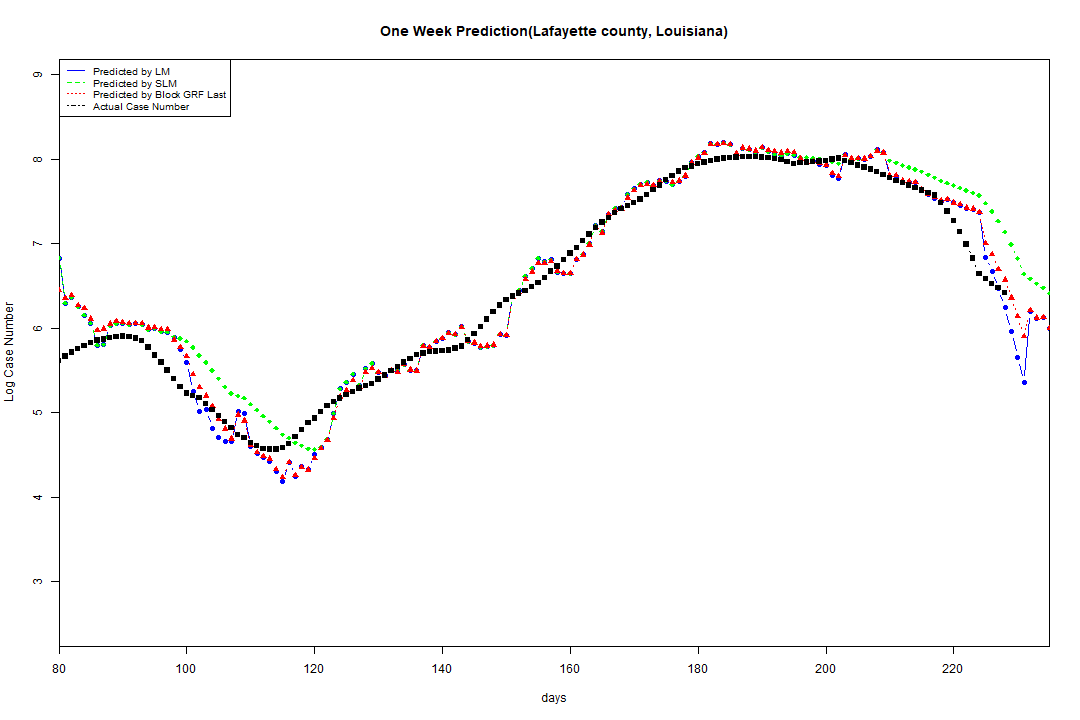 One Week Prediction(Lafayette county, Louisiana)
Predicted by LM
Predicted by SLM
Predicted by Block GRF Last
Actual Case Number
9
8
7
6
5
4
3
Log Case Number
80 100 120 140 160 180 200 220
days